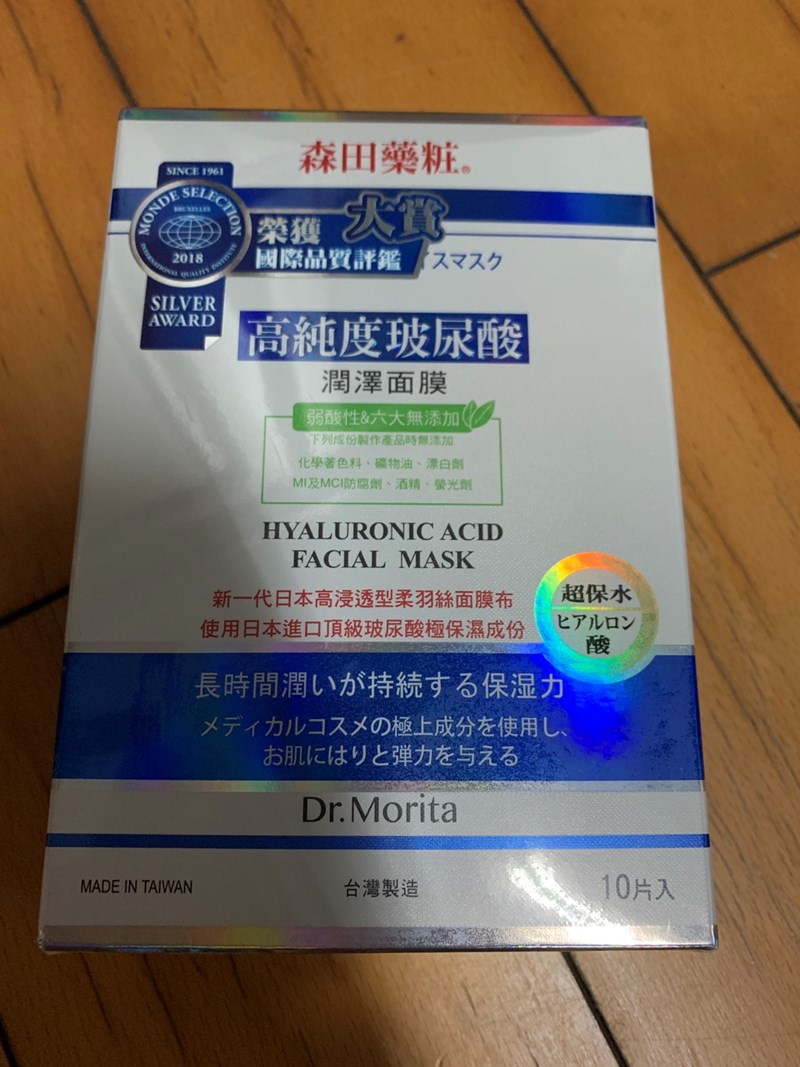 森田藥粧®
SINCE 1961
MONDE SELECTION
BRUXELLES
2018
INTERNATIONAL QUALITY INSTITUTE
SILVER
AWARD
榮獲 大賞
國際品質評鑑
イスマスク
高純度玻尿酸
潤澤面膜
弱酸性&六大無添加
下列成份製作產品時無添加
化學著色料、礦物油、漂白劑
MI及MCI防腐劑、酒精、螢光劑
HYALURONIC ACID
FACIAL MASK
新一代日本高浸透型柔羽絲面膜布
使用日本進口頂級玻尿酸極保濕成份
超保水
ヒアルロン
酸
長時間潤いが持続する保湿力
メディカルコスメの極上成分を使用し、
お肌にはりと弾力を与える
Dr.Morita
MADE IN TAIWAN
台灣製造
10片入